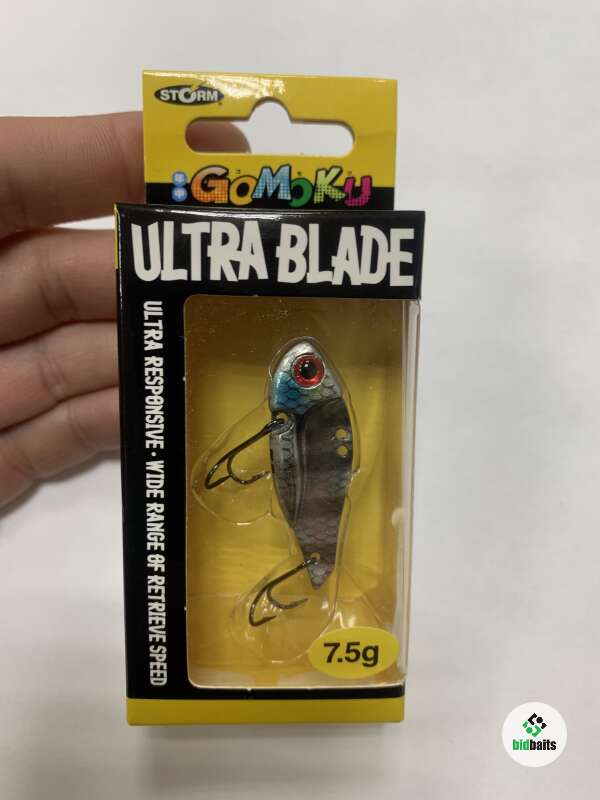 STORM
GOMOKU
ULTRA BLADE
ULTRA RESPONSIVE • WIDE RANGE OF RETRIEVE SPEED
7.5g
bidbaits